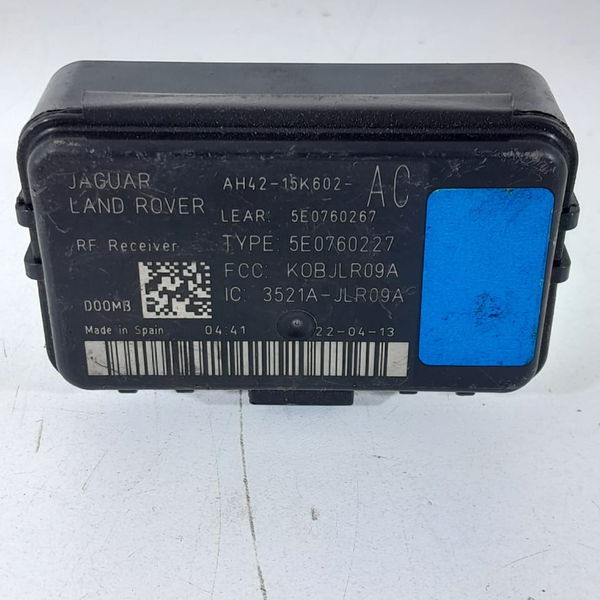 JAGUAR
LAND ROVER
AH42-15K602-AC
LEAR: 5E0760267
RF Receiver
TYPE: 5E0760227
FCC: KOBJLR09A
IC: 3521A-JLR09A
D00MB
Made in Spain 04:41 22-04-13